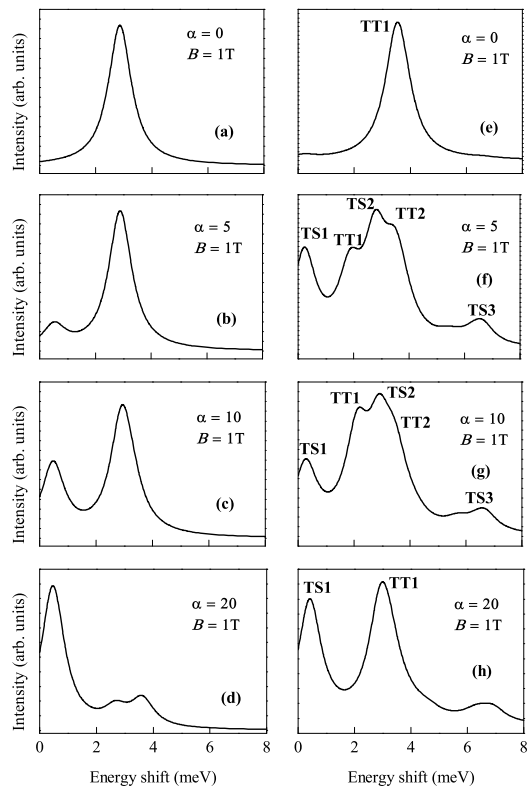 Intensity (arb. units)
α = 0
B = 1T
(a)
TT1
α = 0
B = 1T
(e)
Intensity (arb. units)
α = 5
B = 1T
(b)
TS1
TT1
TS2
TT2
α = 5
B = 1T
(f)
TS3
Intensity (arb. units)
α = 10
B = 1T
(c)
TS1
TT1
TS2
TT2
α = 10
B = 1T
(g)
TS3
Intensity (arb. units)
α = 20
B = 1T
(d)
TS1
TT1
α = 20
B = 1T
(h)
0 2 4 6 8
0 2 4 6 8
Energy shift (meV)
Energy shift (meV)